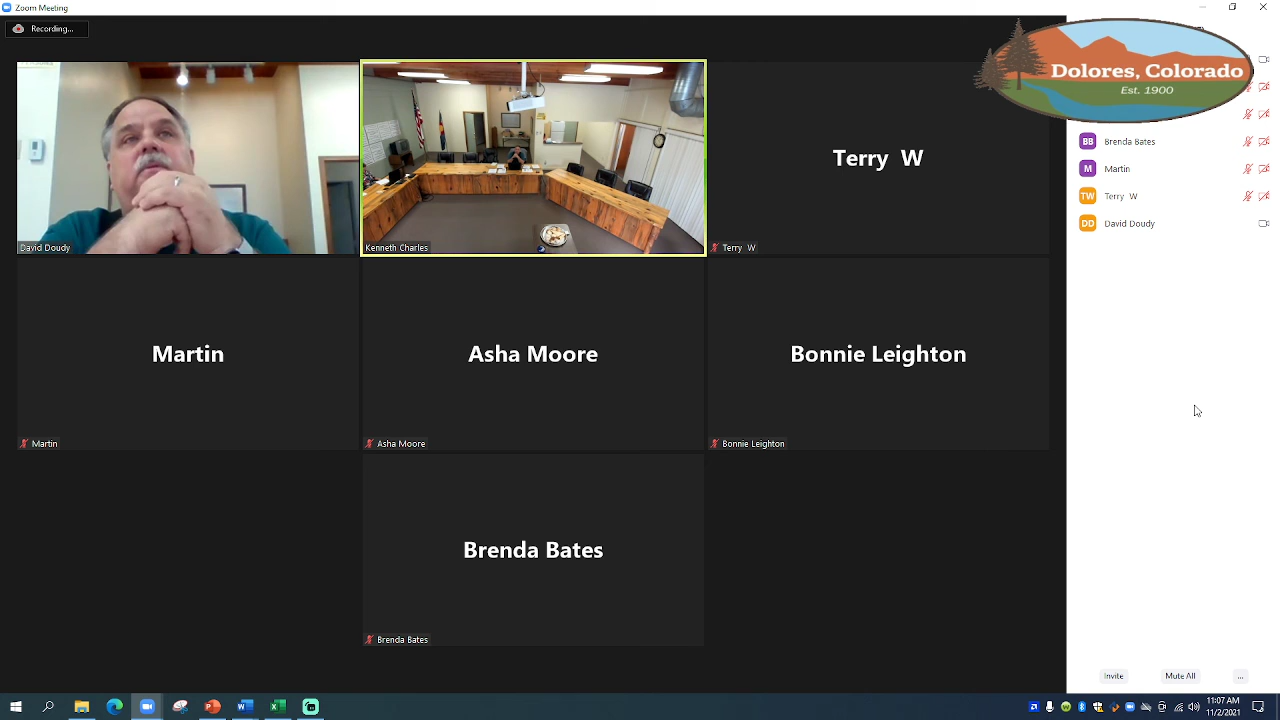 Zoom Meeting
Recording...
Dolores, Colorado
Est. 1900
David Doudy
Kenneth Charles
Terry W
Terry W
Martin
Martin
Asha Moore
Asha Moore
Bonnie Leighton
Bonnie Leighton
Brenda Bates
Brenda Bates
BB Brenda Bates
M Martin
TW Terry W
DD David Doudy
Invite
Mute All
...
11:07 AM
11/2/2021